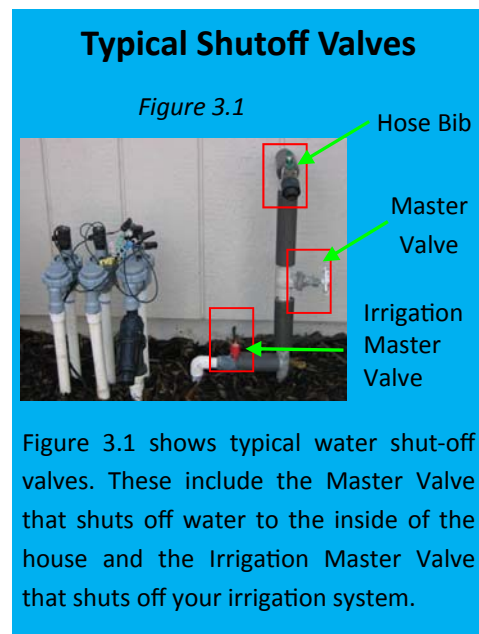 Typical Shutoff Valves
Figure 3.1
Hose Bib
Master
Valve
Irrigation
Master
Valve
Figure 3.1 shows typical water shut-off
valves. These include the Master Valve
that shuts off water to the inside of the
house and the Irrigation Master Valve
that shuts off your irrigation system.